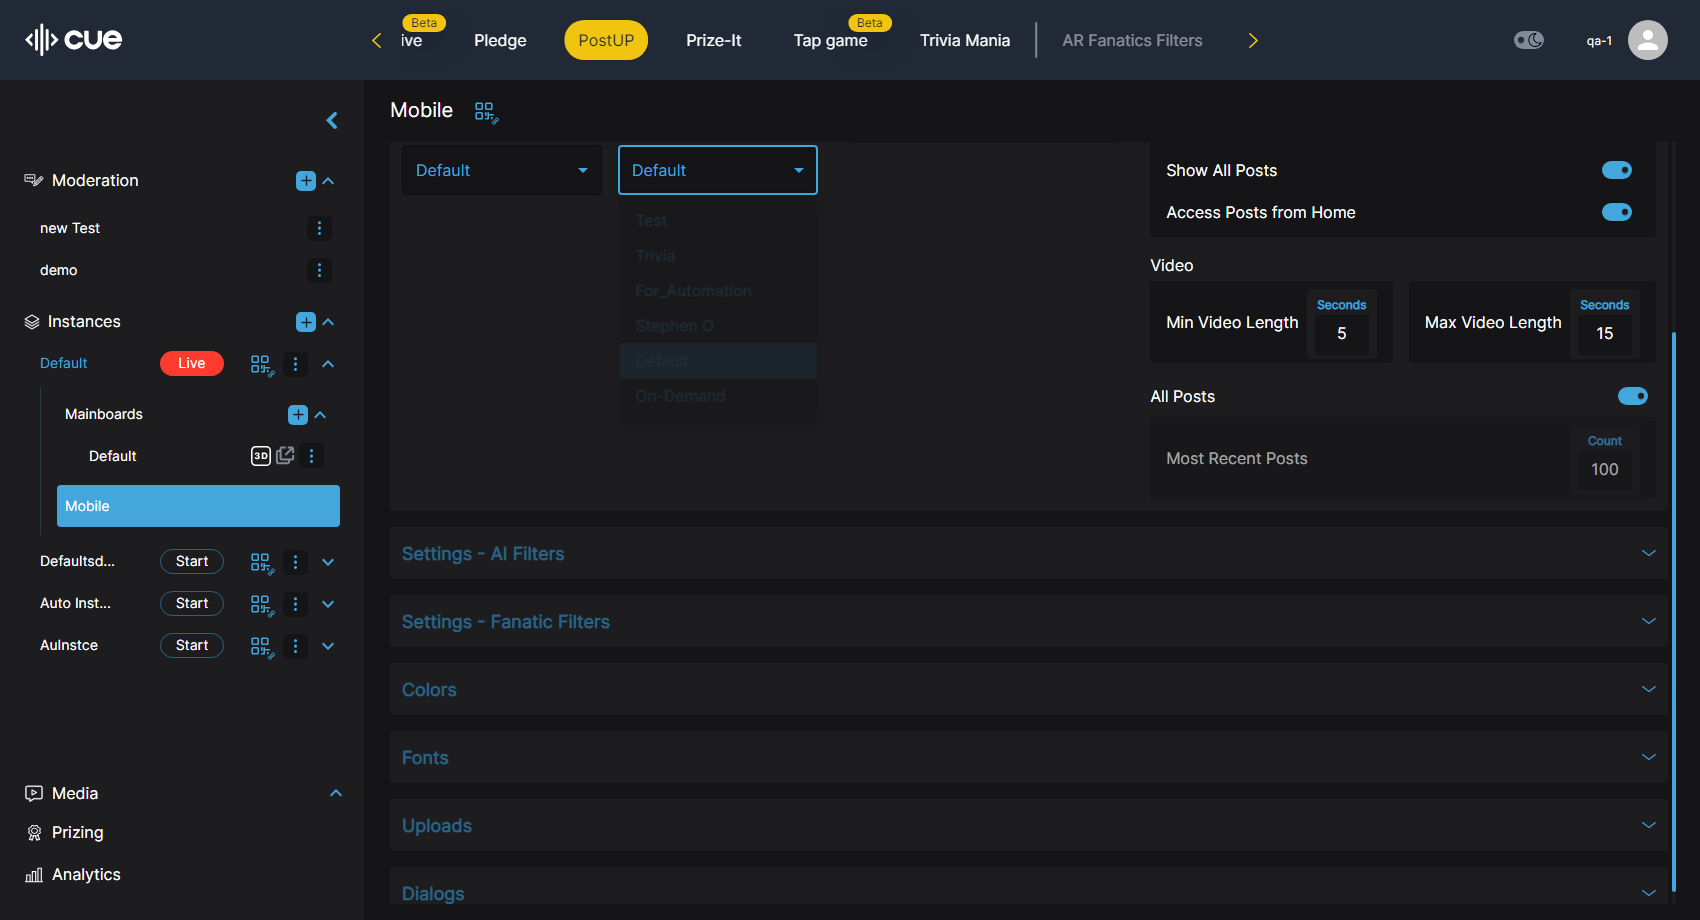 cue
Beta
ive
Pledge
PostUP
Prize-It
Beta
Tap game
Trivia Mania
AR Fanatics Filters
qa-1
Moderation
new Test
demo
Instances
Default
Live
Mainboards
Default
3D
Mobile
Defaultsd...
Start
Auto Inst...
Start
AuInstce
Start
Media
Prizing
Analytics
Mobile
Default
Default
Test
Trivia
For_Automation
Stephen O
Default
On-Demand
Show All Posts
Access Posts from Home
Video
Min Video Length
Seconds
5
Max Video Length
Seconds
15
All Posts
Most Recent Posts
Count
100
Settings - AI Filters
Settings - Fanatic Filters
Colors
Fonts
Uploads
Dialogs